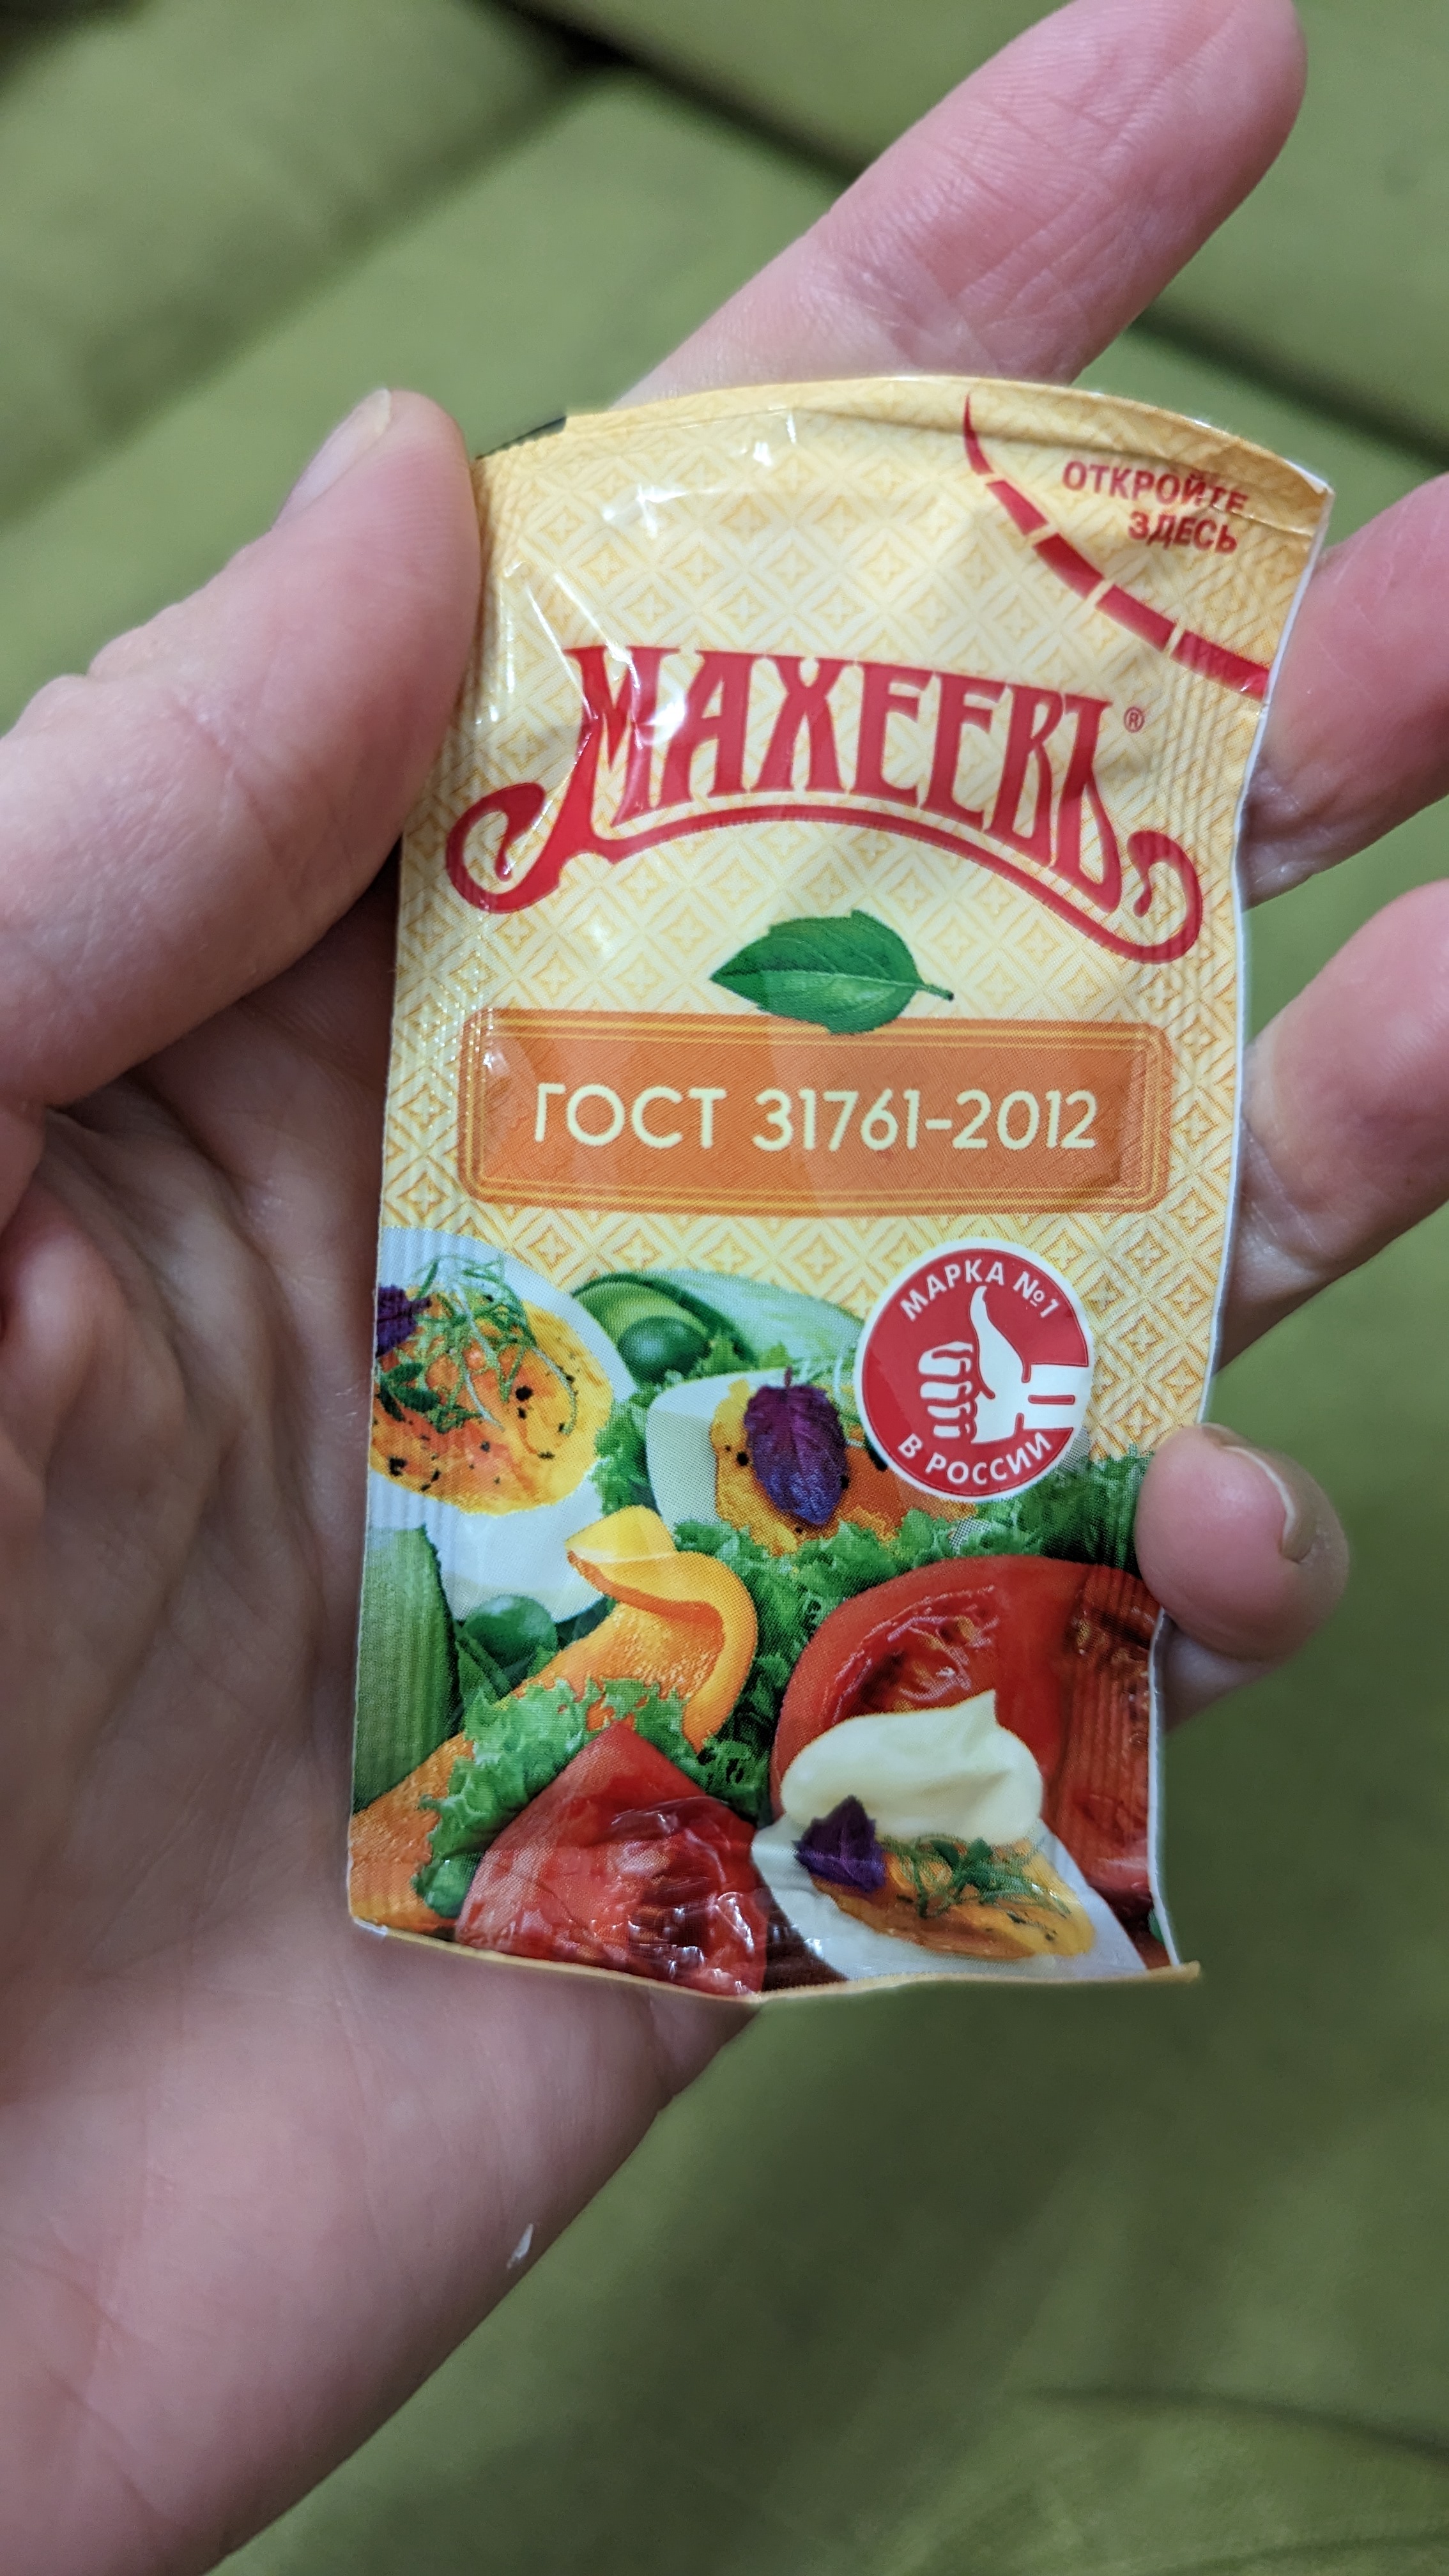 ОТКРОЙТЕ
ЗДЕСЬ
МАХЕЕВЪ®
ГОСТ 31761-2012
МАРКА №1
В РОССИИ